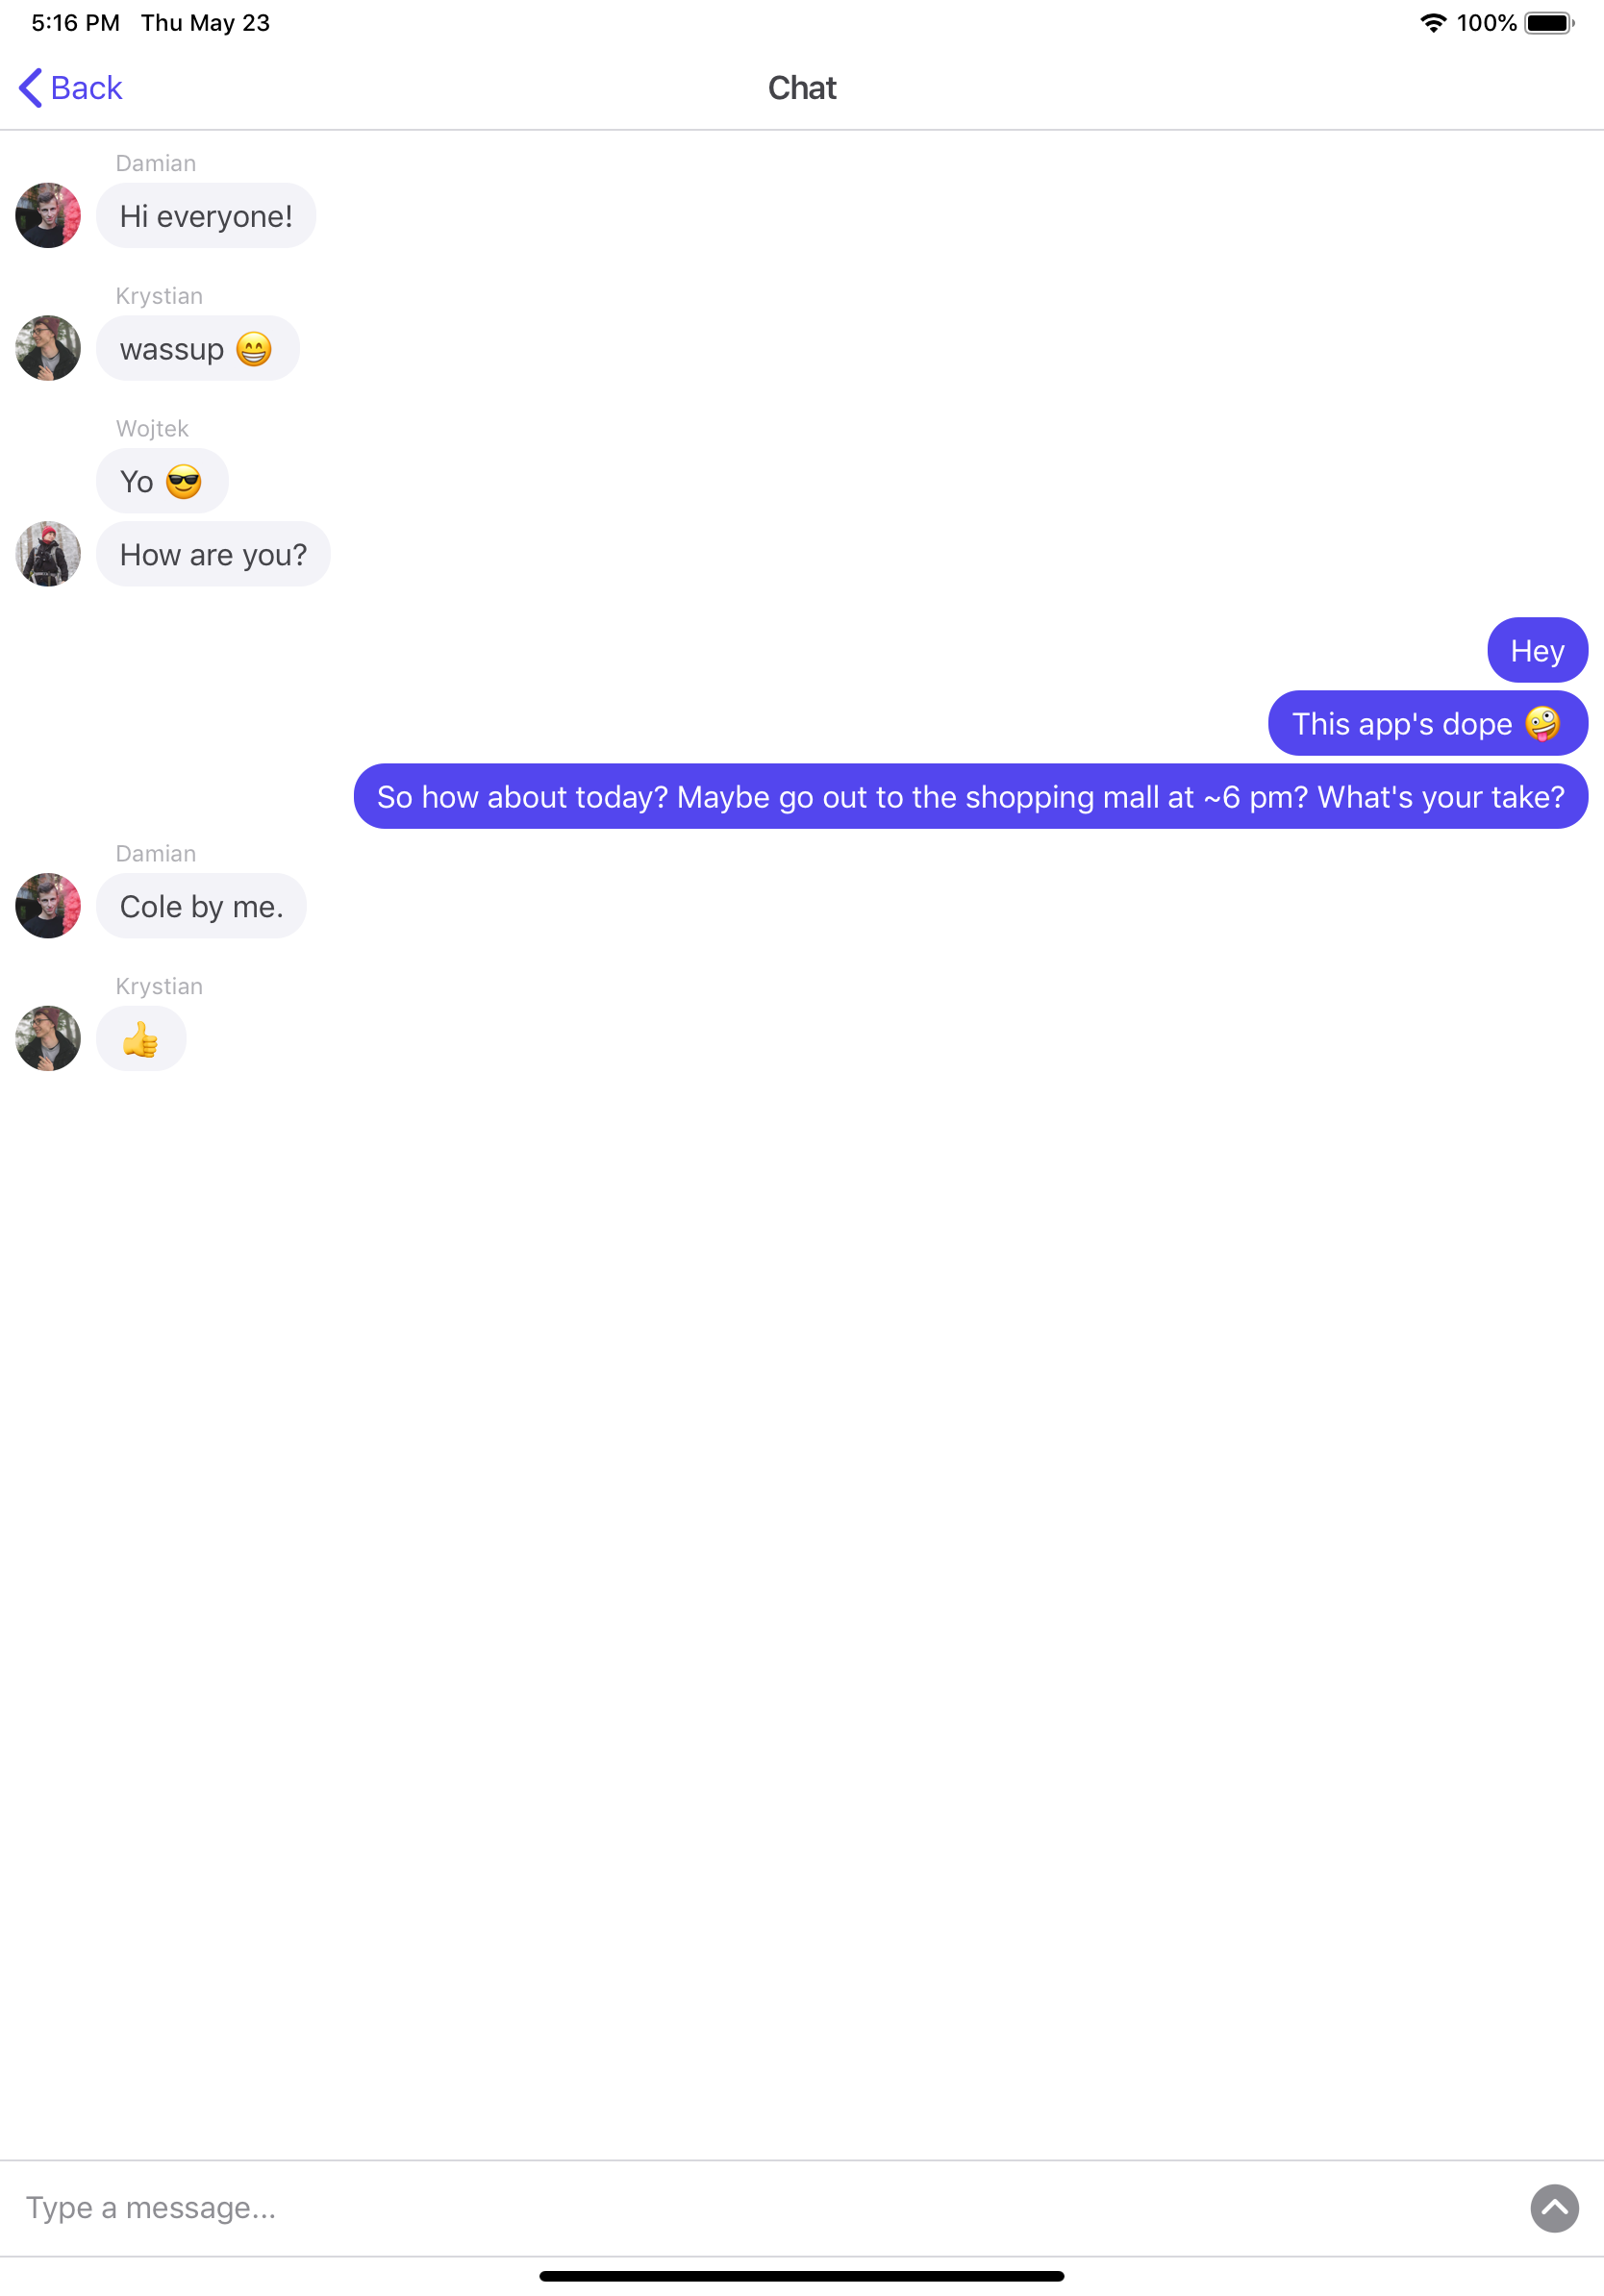 5:16 PM Thu May 23 100%
Back Chat
Damian
Hi everyone!
Krystian
wassup 😁
Wojtek
Yo 😎
How are you?
Hey
This app's dope 🤪
So how about today? Maybe go out to the shopping mall at ~6 pm? What's your take?
Damian
Cole by me.
Krystian
👍
Type a message...